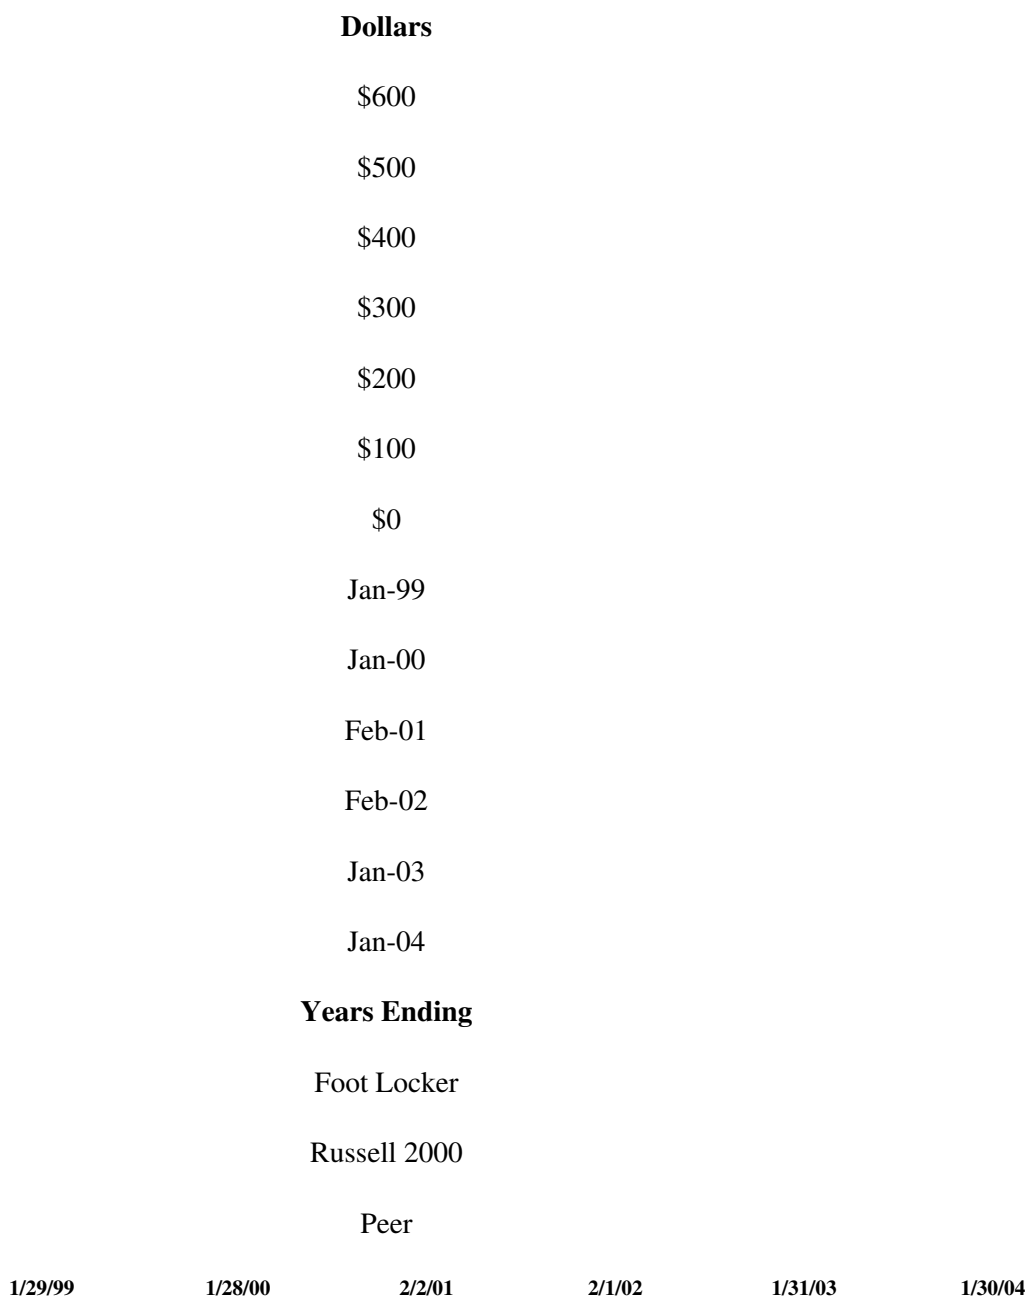 Dollars
$600
$500
$400
$300
$200
$100
$0
Jan-99
Jan-00
Feb-01
Feb-02
Jan-03
Jan-04
Years Ending
Foot Locker
Russell 2000
Peer
1/29/99 1/28/00 2/2/01 2/1/02 1/31/03 1/30/04